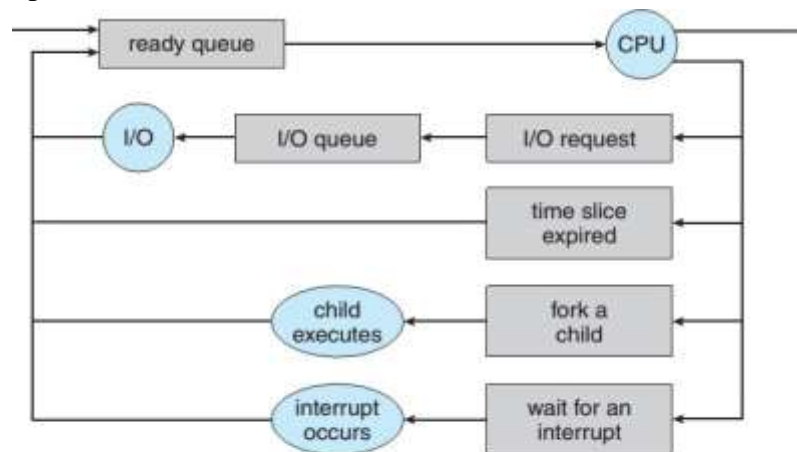 ready queue
CPU
I/O
I/O queue
I/O request
time slice
expired
child
executes
fork a
child
interrupt
occurs
wait for an
interrupt